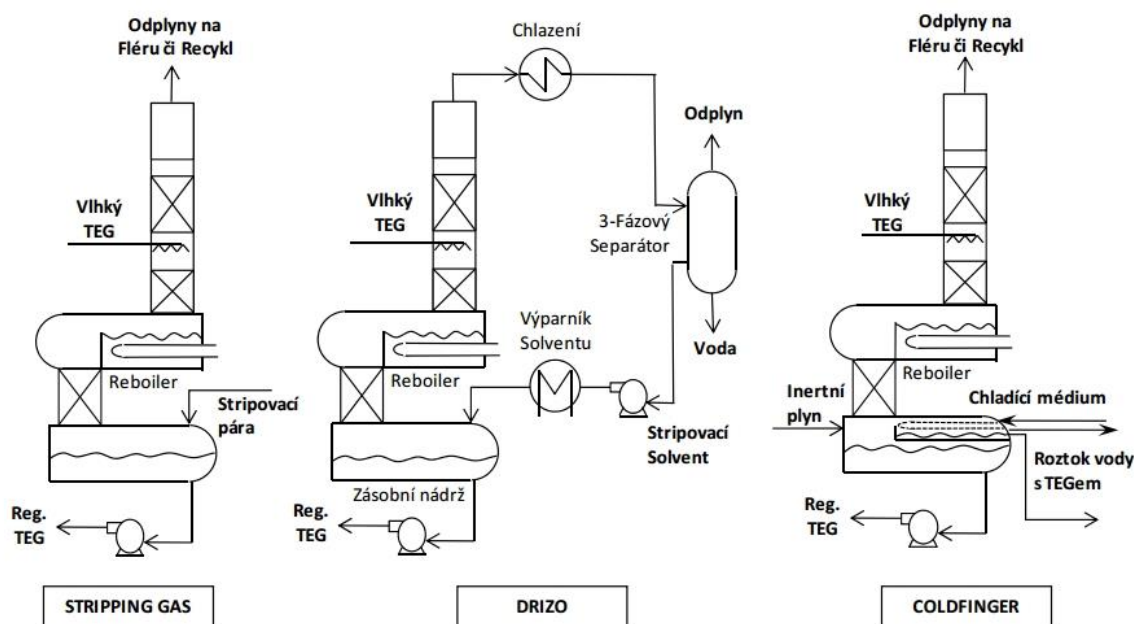 Odplyny na
Fléru či Recykl
Vlhký
TEG
Reboiler
Stripovací
pára
Reg.
TEG
STRIPPING GAS
Chlazení
Odplyn
Vlhký
TEG
3-Fázový
Separátor
Výparník
Solventu
Voda
Reboiler
Stripovací
Solvent
Zásobní nádrž
Reg.
TEG
DRIZO
Odplyny na
Fléru či Recykl
Vlhký
TEG
Reboiler
Inertní
plyn
Chladící médium
Roztok vody
s TEGem
Reg.
TEG
COLDFINGER